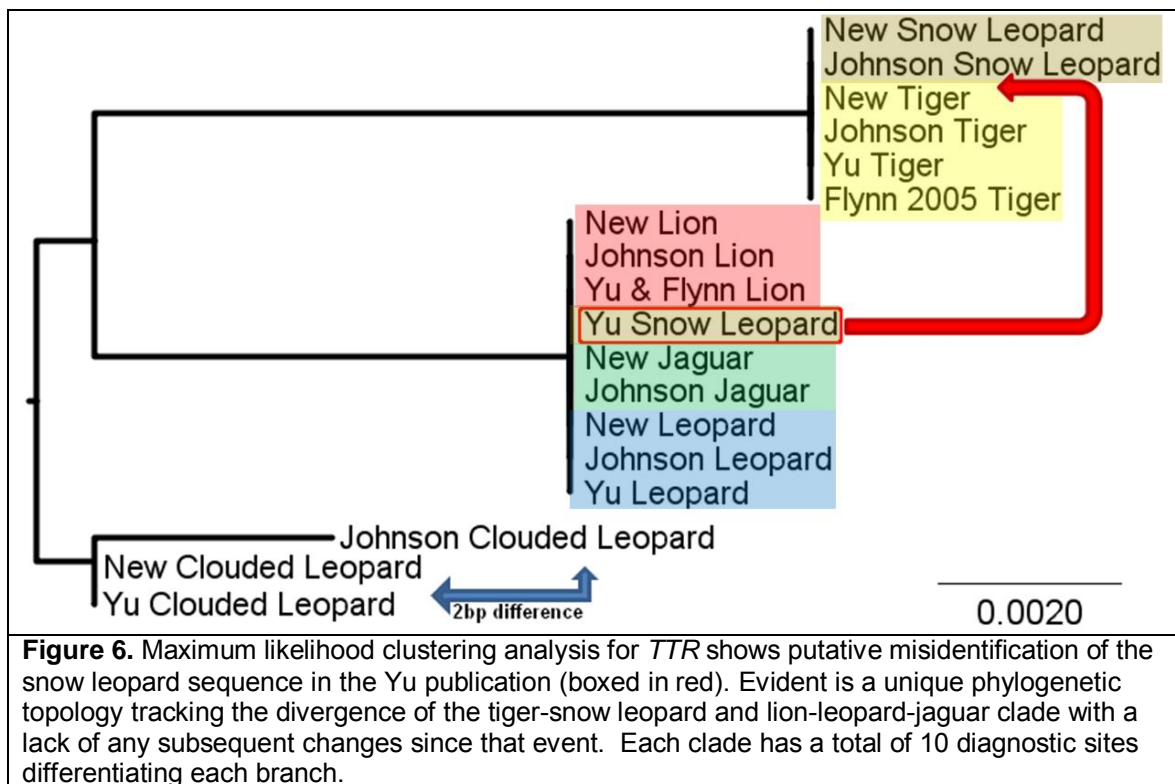 New Snow Leopard
Johnson Snow Leopard
New Tiger
Johnson Tiger
Yu Tiger
Flynn 2005 Tiger
New Lion
Johnson Lion
Yu & Flynn Lion
Yu Snow Leopard
New Jaguar
Johnson Jaguar
New Leopard
Johnson Leopard
Yu Leopard
Johnson Clouded Leopard
New Clouded Leopard
Yu Clouded Leopard
2bp difference
0.0020
Figure 6. Maximum likelihood clustering analysis for TTR shows putative misidentification of the
snow leopard sequence in the Yu publication (boxed in red). Evident is a unique phylogenetic
topology tracking the divergence of the tiger-snow leopard and lion-leopard-jaguar clade with a
lack of any subsequent changes since that event.  Each clade has a total of 10 diagnostic sites
differentiating each branch.